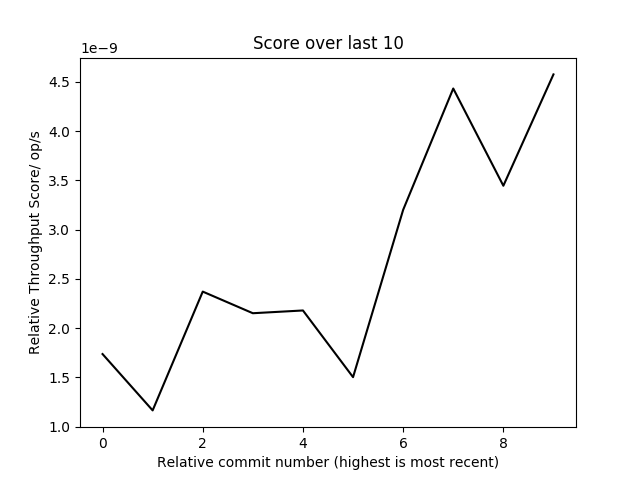 Score over last 10
1e−9
Relative Throughput Score/ op/s
4.5
4.0
3.5
3.0
2.5
2.0
1.5
1.0
0 2 4 6 8
Relative commit number (highest is most recent)